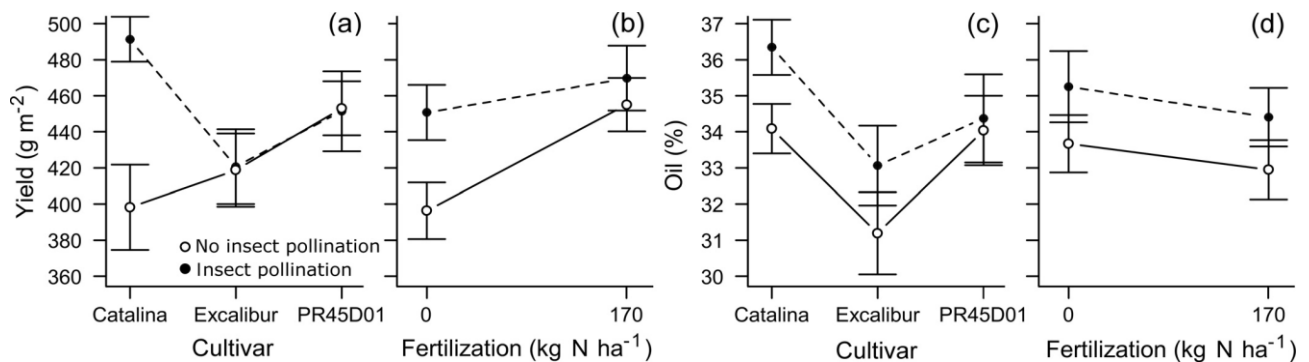 (a)
(b)
(c)
(d)
Yield (g m⁻²)
500
480
460
440
420
400
380
360
No insect pollination
Insect pollination
Catalina Excalibur PR45D01
Cultivar
0 170
Fertilization (kg N ha⁻¹)
Oil (%)
37
36
35
34
33
32
31
30
Catalina Excalibur PR45D01
Cultivar
0 170
Fertilization (kg N ha⁻¹)